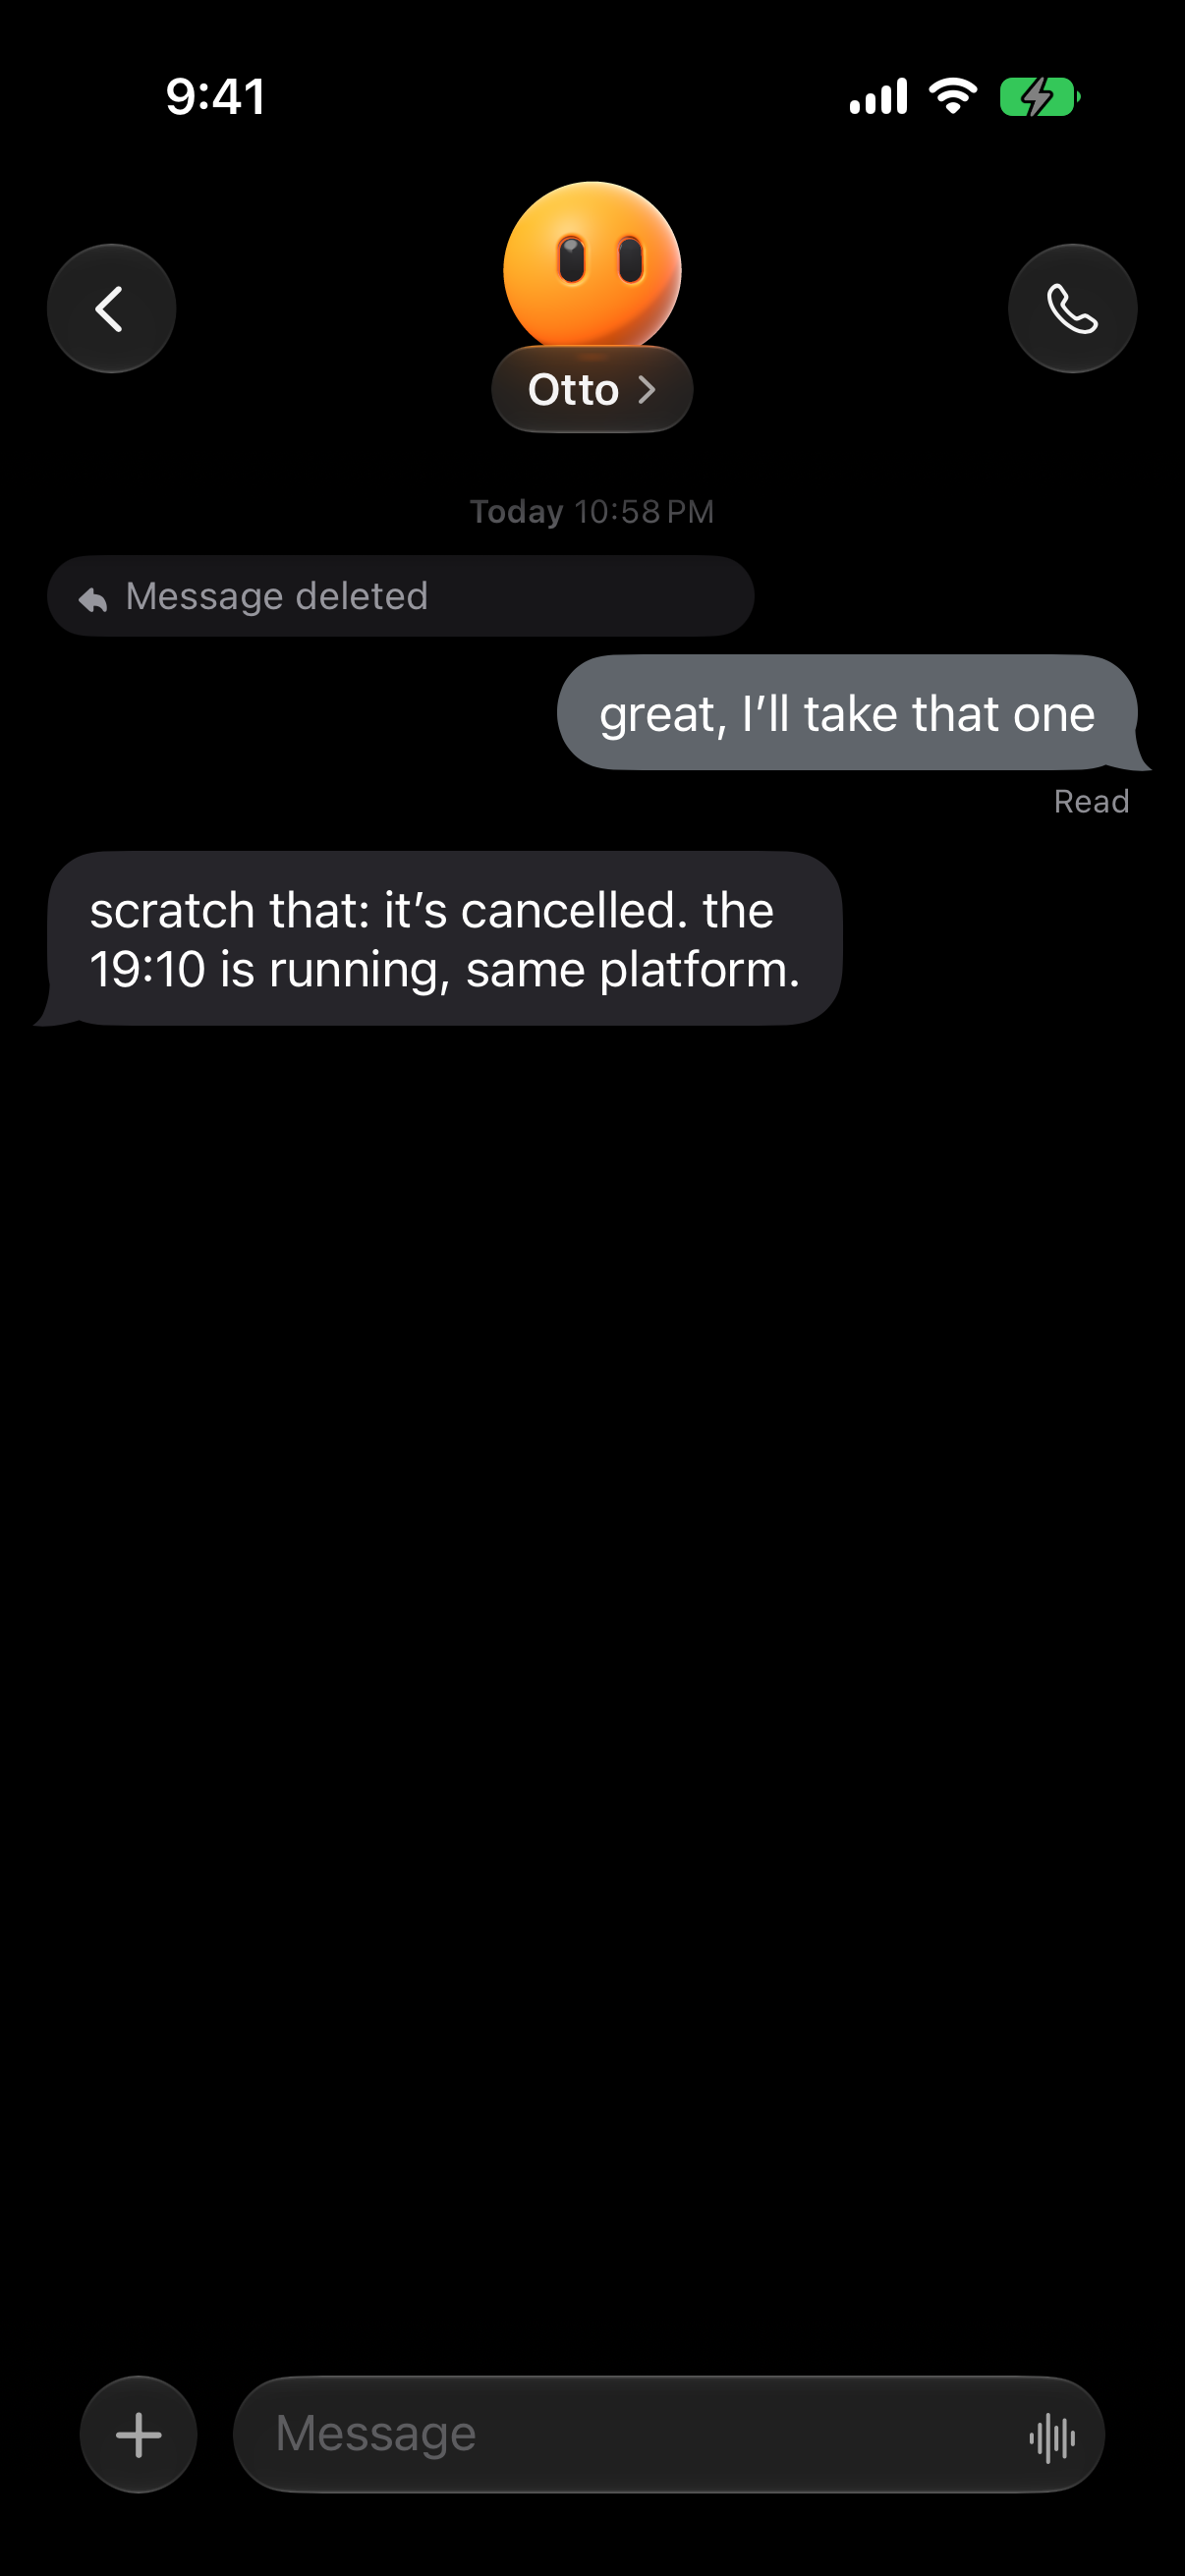 9:41
Otto
Today 10:58 PM
Message deleted
great, I’ll take that one
Read
scratch that: it’s cancelled. the
19:10 is running, same platform.
Message